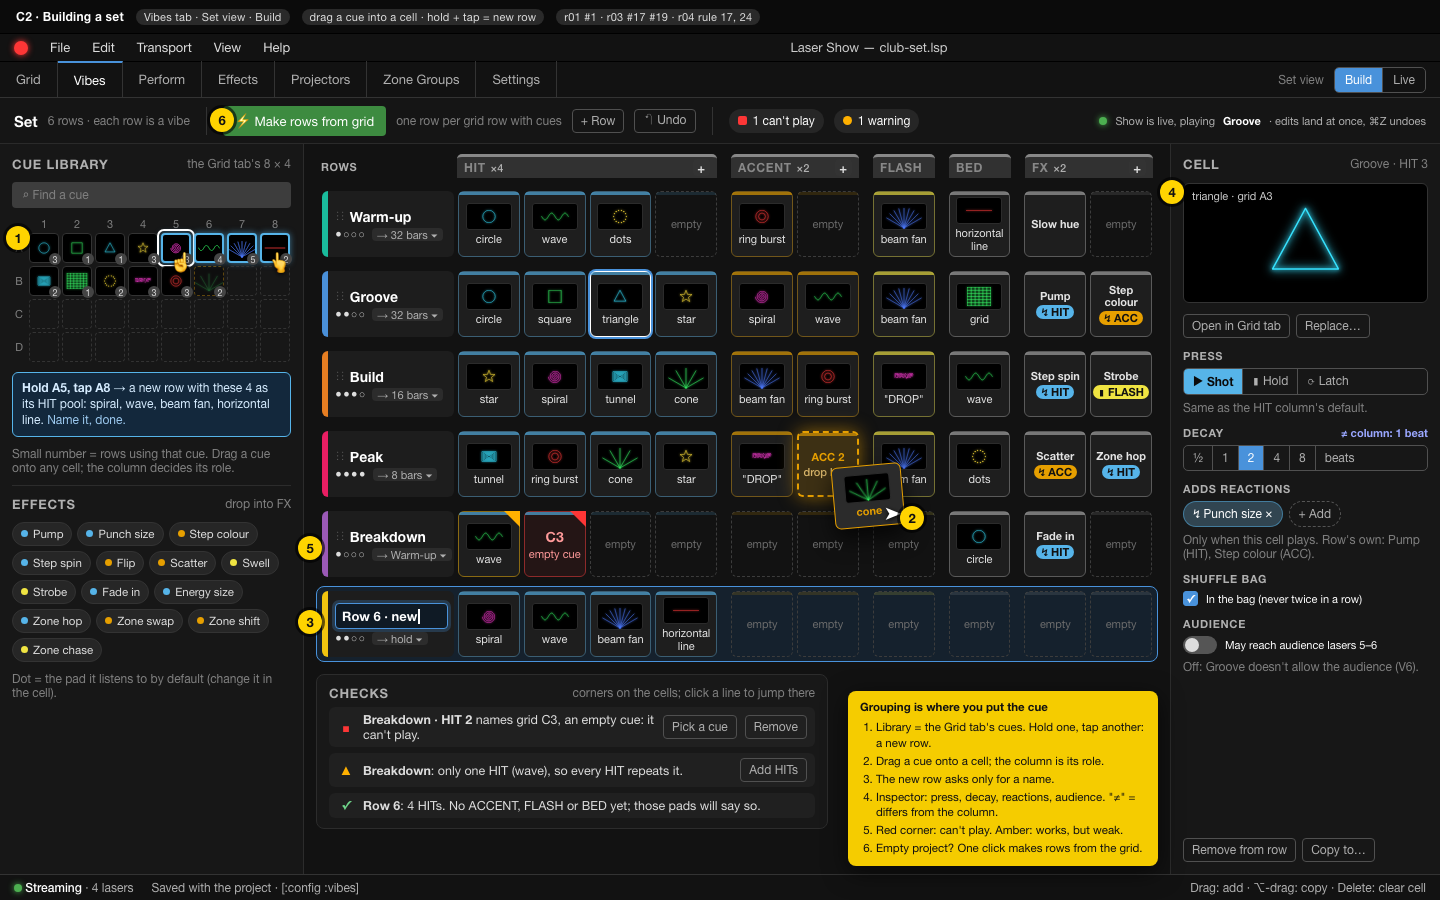 C2 · Building a set
Vibes tab · Set view · Build
drag a cue into a cell · hold + tap = new row
r01 #1 · r03 #17 #19 · r04 rule 17, 24
File Edit Transport View Help
Laser Show — club-set.lsp
Grid Vibes Perform Effects Projectors Zone Groups Settings
Set view Build Live
Set 6 rows · each row is a vibe
6 ⚡ Make rows from grid
one row per grid row with cues
+ Row
Undo
1 can't play
1 warning
Show is live, playing Groove · edits land at once, ⌘Z undoes
CUE LIBRARY the Grid tab's 8 × 4
Find a cue
1 2 3 4 5 6 7 8
1
3 1 1 3 4 5
B
2 1 2 3 3 2
C
D
Hold A5, tap A8 → a new row with these 4 as
its HIT pool: spiral, wave, beam fan, horizontal
line. Name it, done.
Small number = rows using that cue. Drag a cue
onto any cell; the column decides its role.
EFFECTS drop into FX
Pump Punch size Step colour
Step spin Flip Scatter Swell
Strobe Fade in Energy size
Zone hop Zone swap Zone shift
Zone chase
Dot = the pad it listens to by default (change it in
the cell).
ROWS HIT ×4 + ACCENT ×2 + FLASH BED FX ×2 +
Warm-up
→ 32 bars
circle wave dots empty ring burst empty beam fan horizontal line Slow hue empty
Groove
→ 32 bars
circle square triangle star spiral wave beam fan grid Pump ↯ HIT Step colour ↯ ACC
Build
→ 16 bars
star spiral tunnel cone beam fan ring burst "DROP" wave Step spin ↯ HIT Strobe FLASH
Peak
→ 8 bars
tunnel ring burst cone star "DROP" ACC 2 drop fan dots Scatter ↯ ACC Zone hop ↯ HIT
cone
2
5
Breakdown
→ Warm-up
wave C3 empty cue empty empty empty empty empty circle Fade in ↯ HIT empty
3
Row 6 · new
→ hold
spiral wave beam fan horizontal line empty empty empty empty empty empty
CHECKS corners on the cells; click a line to jump there
Breakdown · HIT 2 names grid C3, an empty cue: it
can't play.
Pick a cue Remove
Breakdown: only one HIT (wave), so every HIT repeats it.
Add HITs
✓ Row 6: 4 HITs. No ACCENT, FLASH or BED yet; those pads will say so.
Grouping is where you put the cue
1. Library = the Grid tab's cues. Hold one, tap another:
a new row.
2. Drag a cue onto a cell; the column is its role.
3. The new row asks only for a name.
4. Inspector: press, decay, reactions, audience. "≠" =
differs from the column.
5. Red corner: can't play. Amber: works, but weak.
6. Empty project? One click makes rows from the grid.
CELL Groove · HIT 3
4
triangle · grid A3
Open in Grid tab Replace…
PRESS
▶ Shot Hold Latch
Same as the HIT column's default.
DECAY ≠ column: 1 beat
½ 1 2 4 8 beats
ADDS REACTIONS
↯ Punch size × + Add
Only when this cell plays. Row's own: Pump
(HIT), Step colour (ACC).
SHUFFLE BAG
In the bag (never twice in a row)
AUDIENCE
May reach audience lasers 5–6
Off: Groove doesn't allow the audience (V6).
Remove from row Copy to…
Streaming · 4 lasers
Saved with the project · [:config :vibes]
Drag: add · ⌥-drag: copy · Delete: clear cell